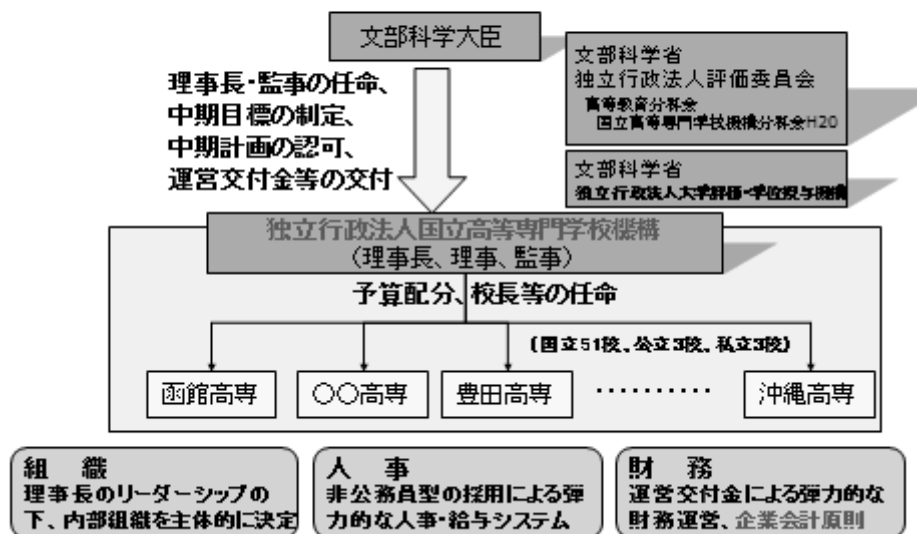 文部科学大臣
文部科学省
独立行政法人評価委員会
高等教育分科会
国立高等専門学校機構分科会H20
理事長・監事の任命、
中期目標の制定、
中期計画の認可、
運営交付金等の交付
文部科学省
独立行政法人大学評価・学位授与機構
独立行政法人国立高等専門学校機構
(理事長、理事、監事)
予算配分、校長等の任命
(国立51校、公立3校、私立3校)
函館高専
〇〇高専
豊田高専
‥‥‥‥‥
沖縄高専
組 織
理事長のリーダーシップの
下、内部組織を主体的に決定
人 事
非公務員型の採用による弾
力的な人事・給与システム
財 務
運営交付金による弾力的な
財務運営、企業会計原則